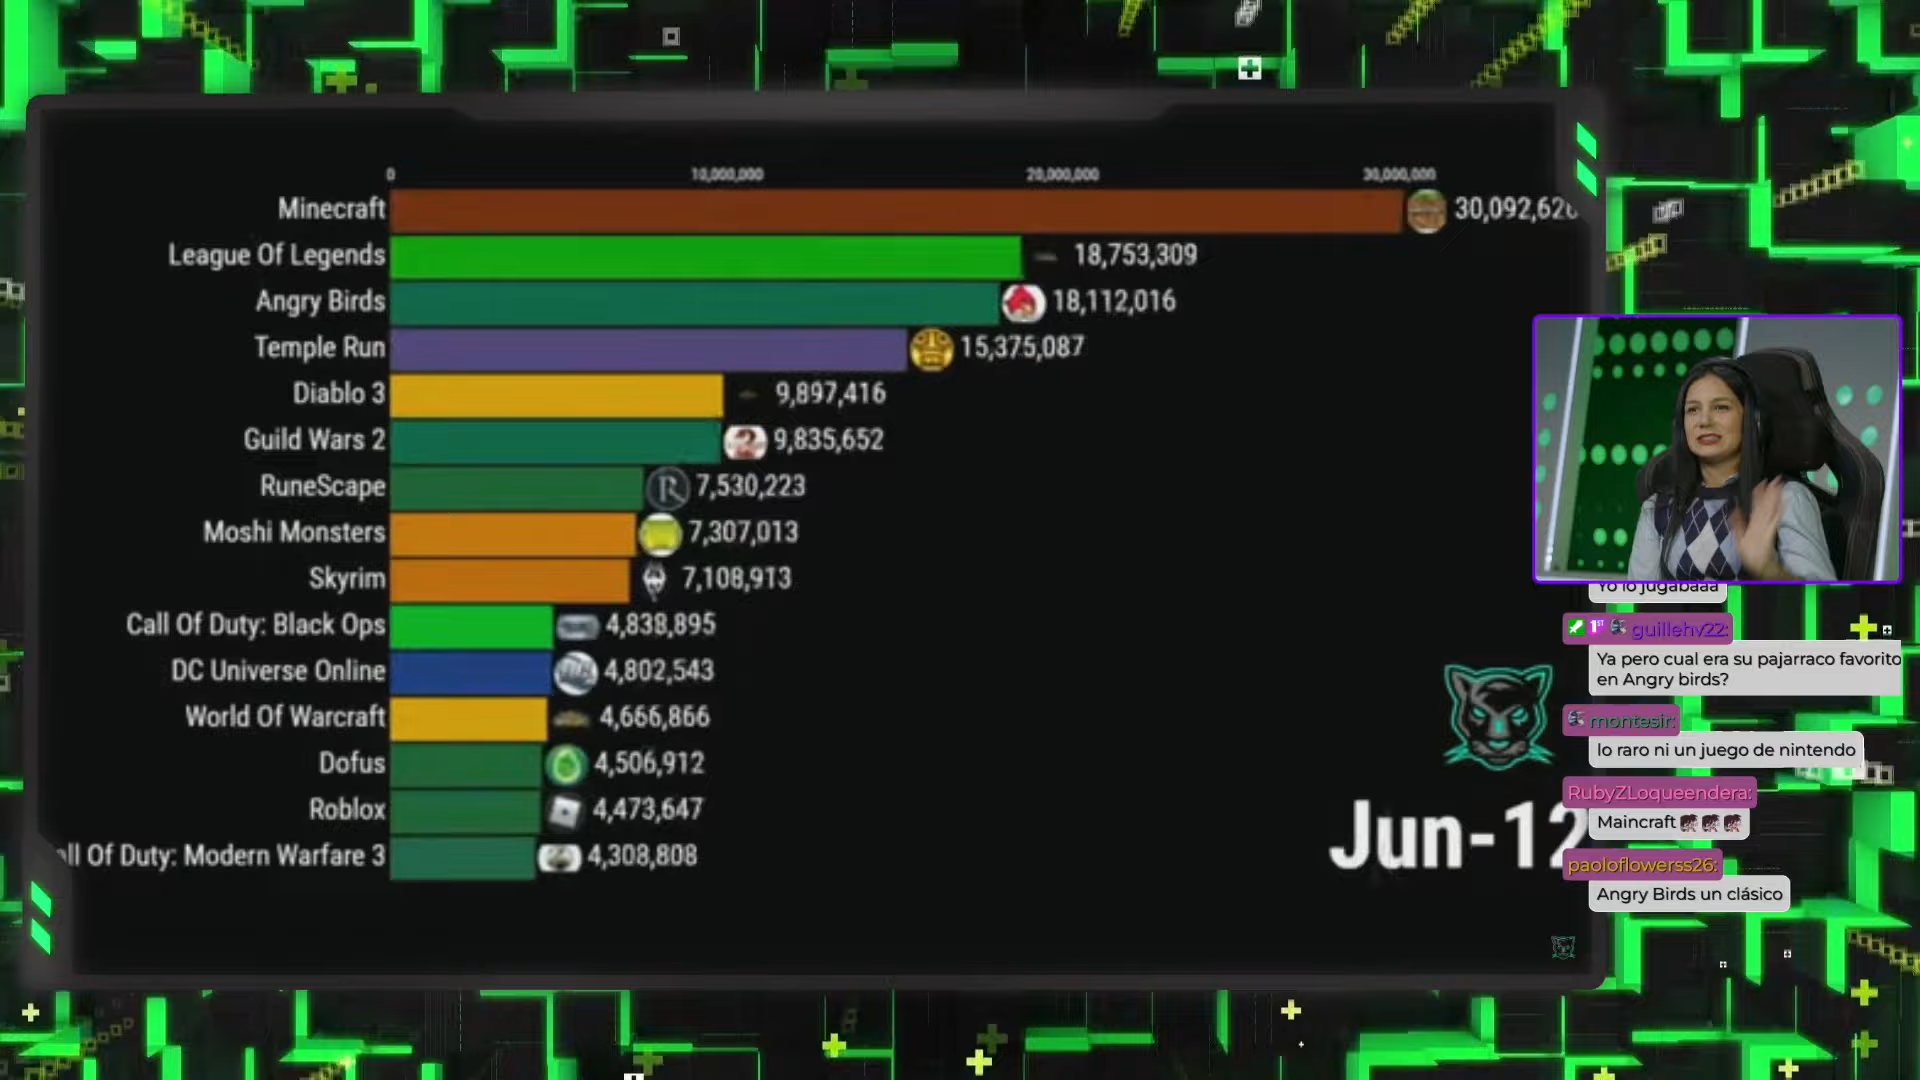 0 10,000,000 20,000,000 30,000,000
Minecraft 30,092,626
League Of Legends 18,753,309
Angry Birds 18,112,016
Temple Run 15,375,087
Diablo 3 9,897,416
Guild Wars 2 9,835,652
RuneScape R 7,530,223
Moshi Monsters 7,307,013
Skyrim 7,108,913
Call Of Duty: Black Ops 4,838,895
DC Universe Online 4,802,543
World Of Warcraft 4,666,866
Dofus 4,506,912
Roblox 4,473,647
all Of Duty: Modern Warfare 3 4,308,808
Jun-12
Yo lo jugabaaa
1ST guillehv22:
Ya pero cual era su pajarraco favorito
en Angry birds?
montesir:
lo raro ni un juego de nintendo
RubyZLoqueendera:
Maincraft
paoloflowerss26:
Angry Birds un clásico